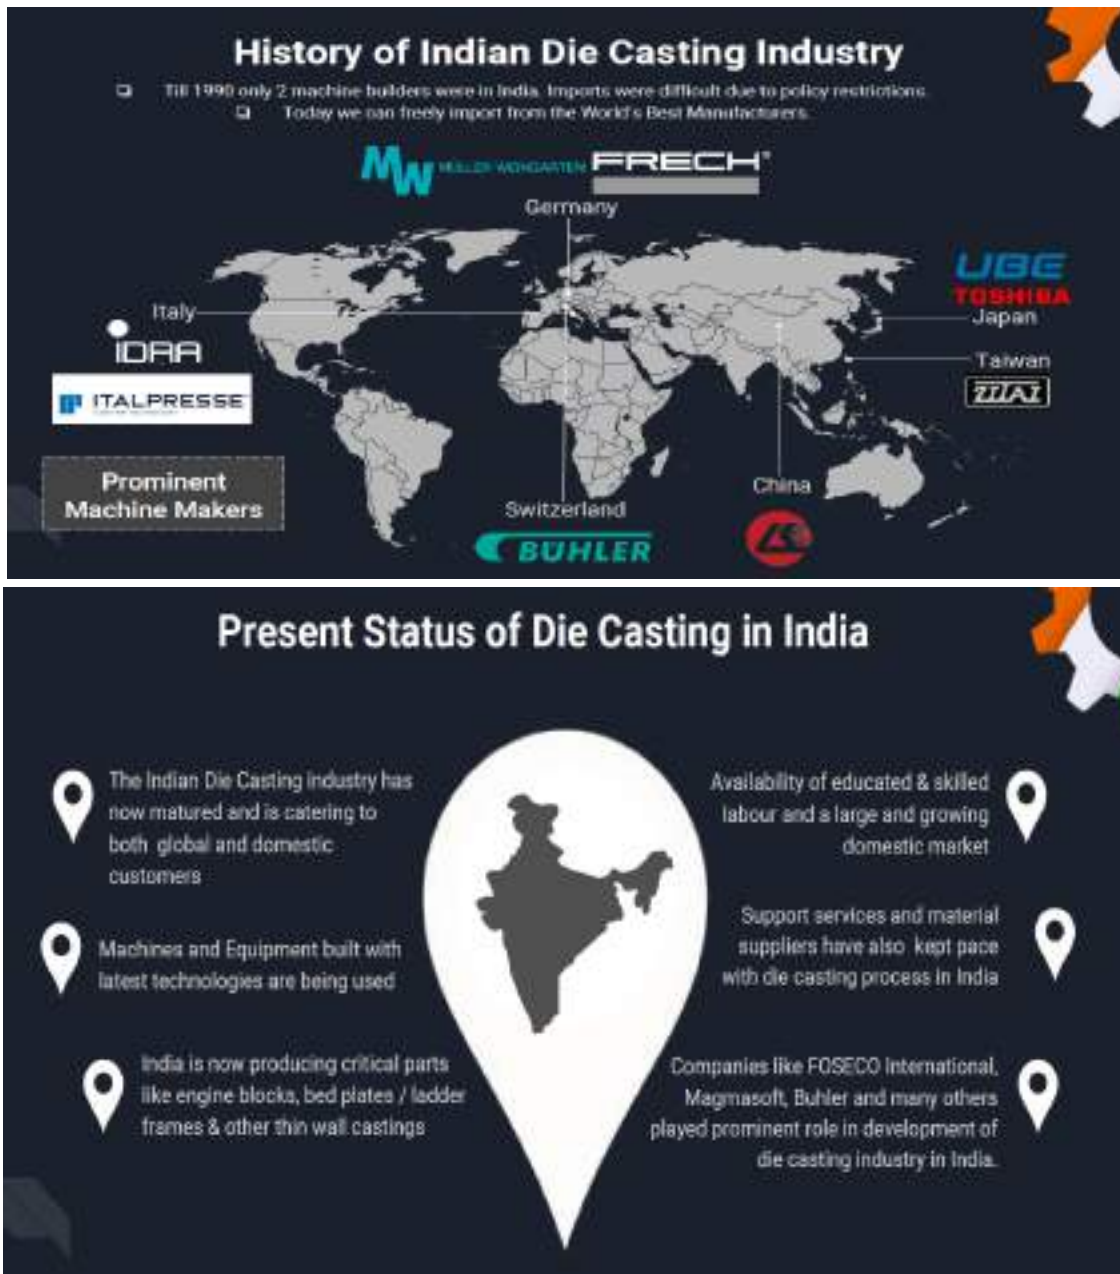 History of Indian Die Casting Industry
Till 1990 only 2 machine builders were in India. Imports were difficult due to policy restrictions.
Today we can freely import from the World's Best Manufacturers.
MW MÜLLER WEINGARTEN FRECH®
Germany
UBE
TOSHIBA
Japan
Italy
IDRA
ITALPRESSE
Taiwan
Prominent
Machine Makers
China
Switzerland
BÜHLER
Present Status of Die Casting in India
The Indian Die Casting industry has
now matured and is catering to
both global and domestic
customers
Machines and Equipment built with
latest technologies are being used
India is now producing critical parts
like engine blocks, bed plates / ladder
frames & other thin wall castings
Availability of educated & skilled
labour and a large and growing
domestic market
Support services and material
suppliers have also kept pace
with die casting process in India
Companies like FOSECO International,
Magmasoft, Buhler and many others
played prominent role in development of
die casting industry in India.